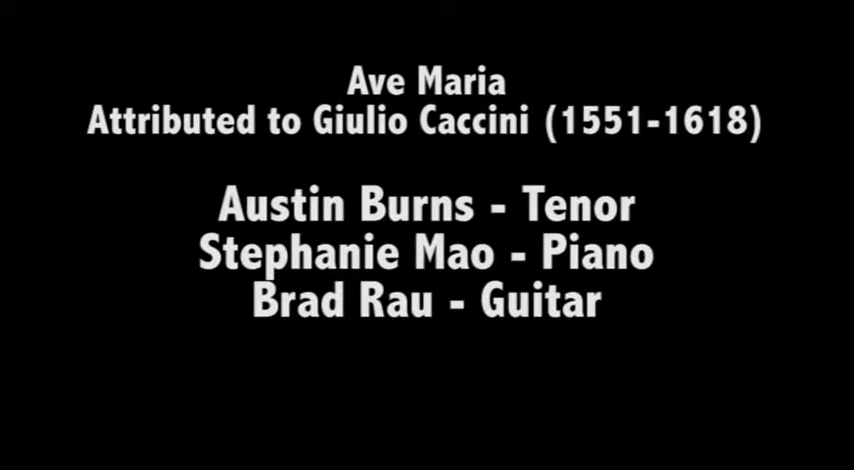 Ave Maria
Attributed to Giulio Caccini (1551-1618)
Austin Burns - Tenor
Stephanie Mao - Piano
Brad Rau - Guitar